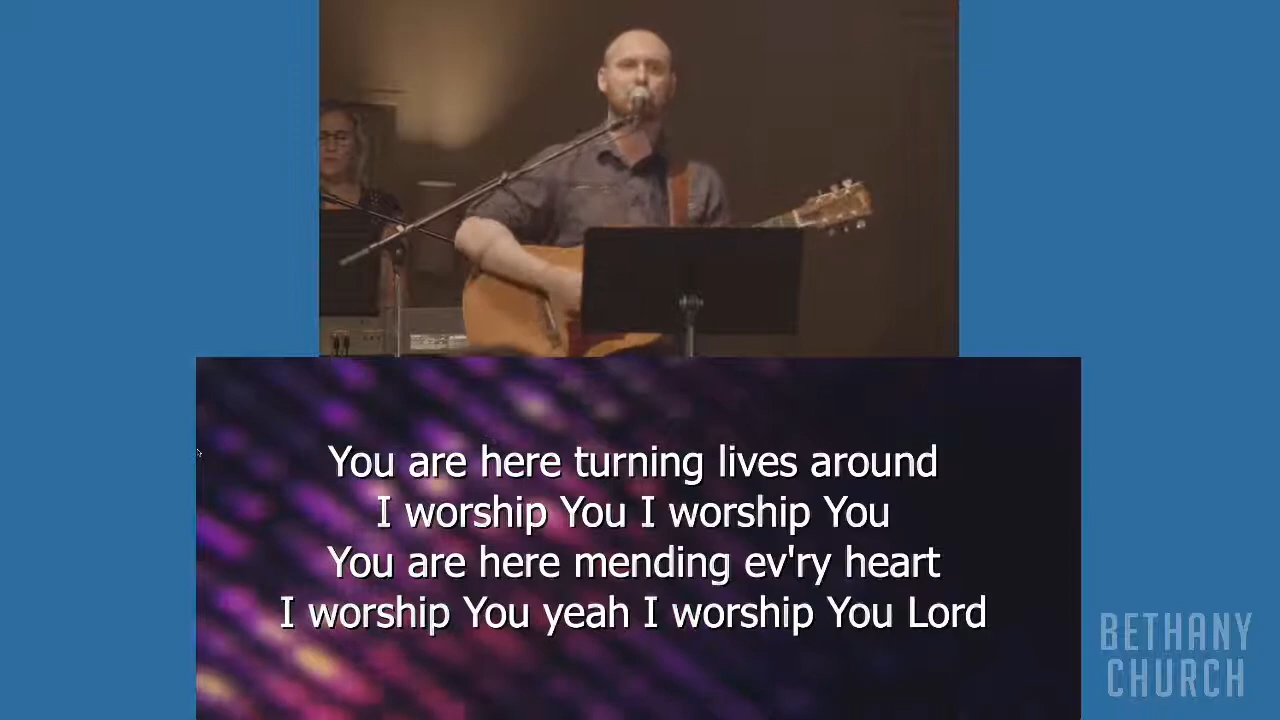 You are here turning lives around
I worship You I worship You
You are here mending ev'ry heart
I worship You yeah I worship You Lord
BETHANY
CHURCH